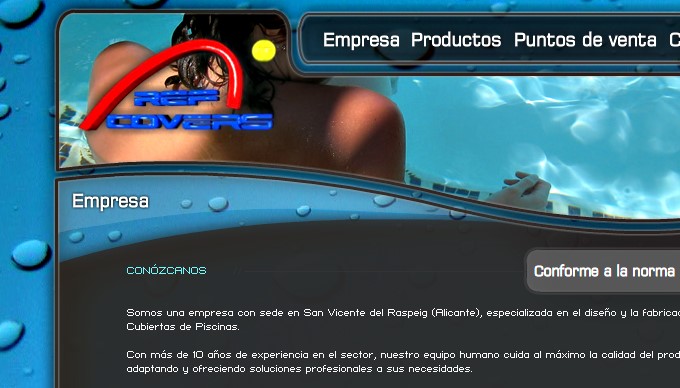 Empresa Productos Puntos de venta C
REP
COVERS
Empresa
CONÓZCANOS
Conforme a la norma
Somos una empresa con sede en San Vicente del Raspeig (Alicante), especializada en el diseño y la fabricac
Cubiertas de Piscinas.
Con más de 10 años de experiencia en el sector, nuestro equipo humano cuida al máximo la calidad del prod
adaptando y ofreciendo soluciones profesionales a sus necesidades.